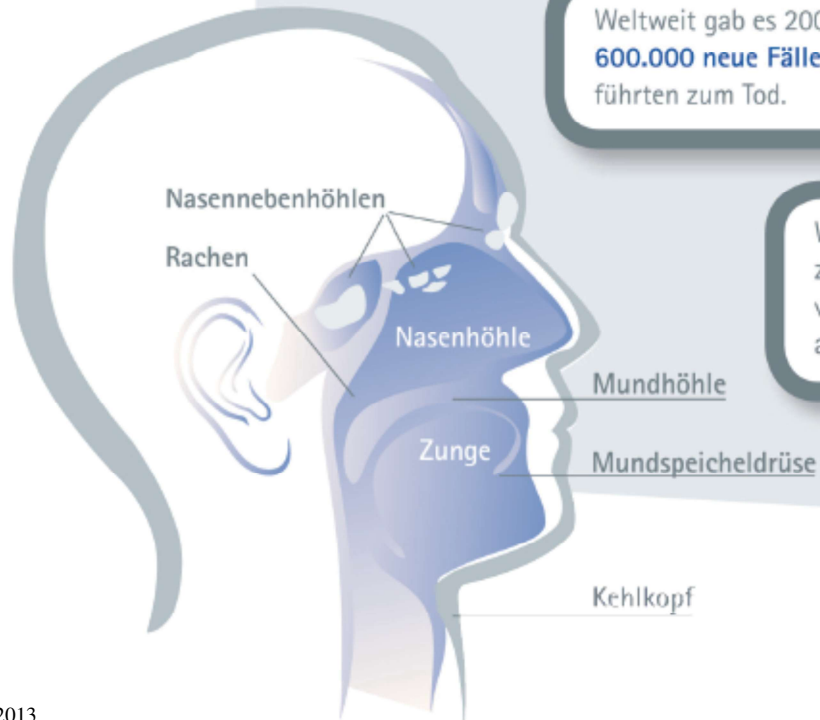 Weltweit gab es 200
600.000 neue Fälle
führten zum Tod.
Nasennebenhöhlen
Rachen
Nasenhöhle
Mundhöhle
Zunge
Mundspeicheldrüse
Kehlkopf
2013